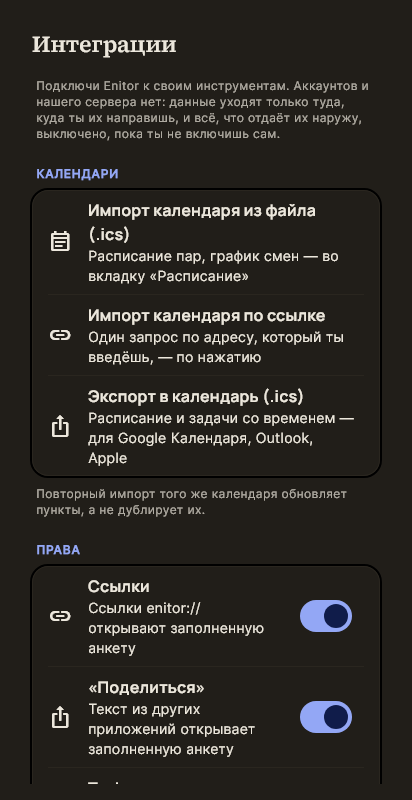 Интеграции
Подключи Enitor к своим инструментам. Аккаунтов и
нашего сервера нет: данные уходят только туда,
куда ты их направишь, и всё, что отдаёт их наружу,
выключено, пока ты не включишь сам.
КАЛЕНДАРИ
Импорт календаря из файла
(.ics)
Расписание пар, график смен — во
вкладку «Расписание»
Импорт календаря по ссылке
Один запрос по адресу, который ты
введёшь, — по нажатию
Экспорт в календарь (.ics)
Расписание и задачи со временем —
для Google Календаря, Outlook,
Apple
Повторный импорт того же календаря обновляет
пункты, а не дублирует их.
ПРАВА
Ссылки
Ссылки enitor://
открывают заполненную
анкету
«Поделиться»
Текст из других
приложений открывает
заполненную анкету